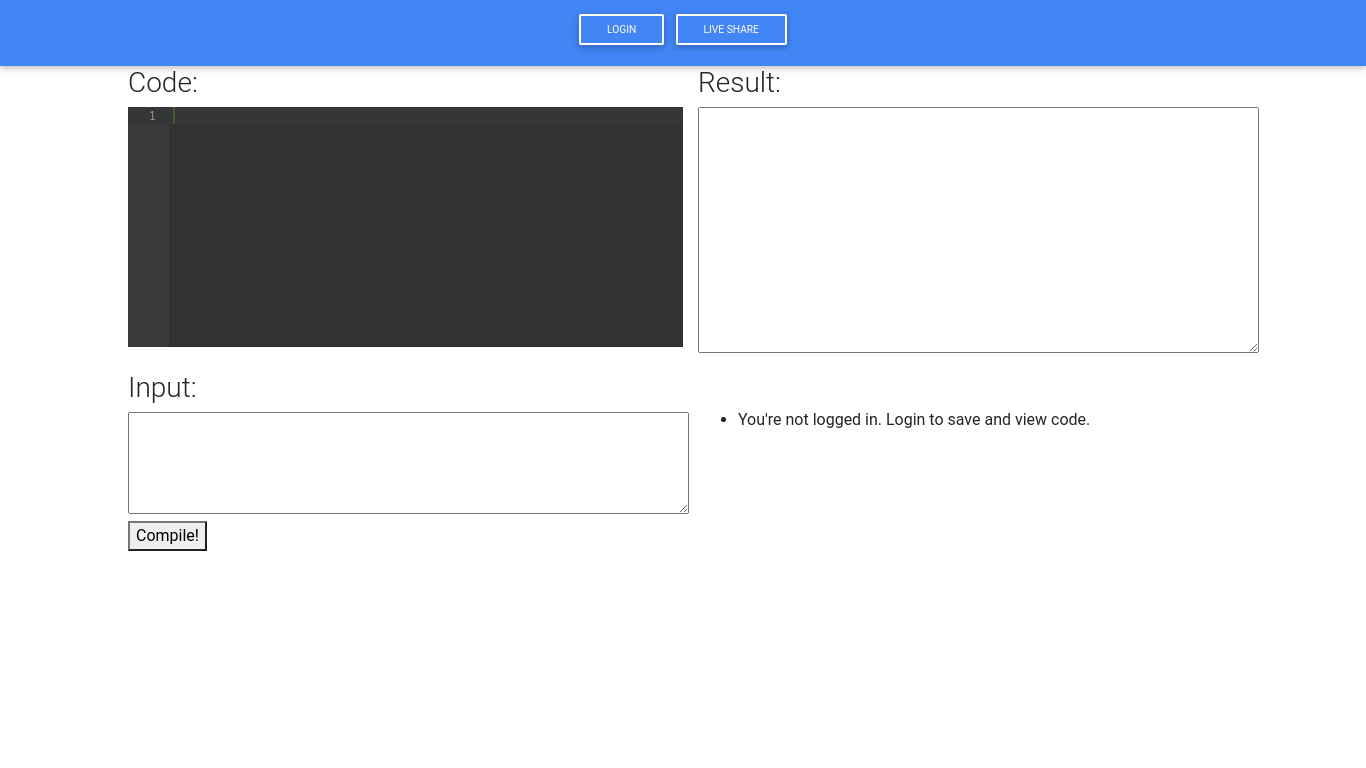 LOGIN LIVE SHARE
Code:
Result:
1
Input:
You're not logged in. Login to save and view code.
Compile!